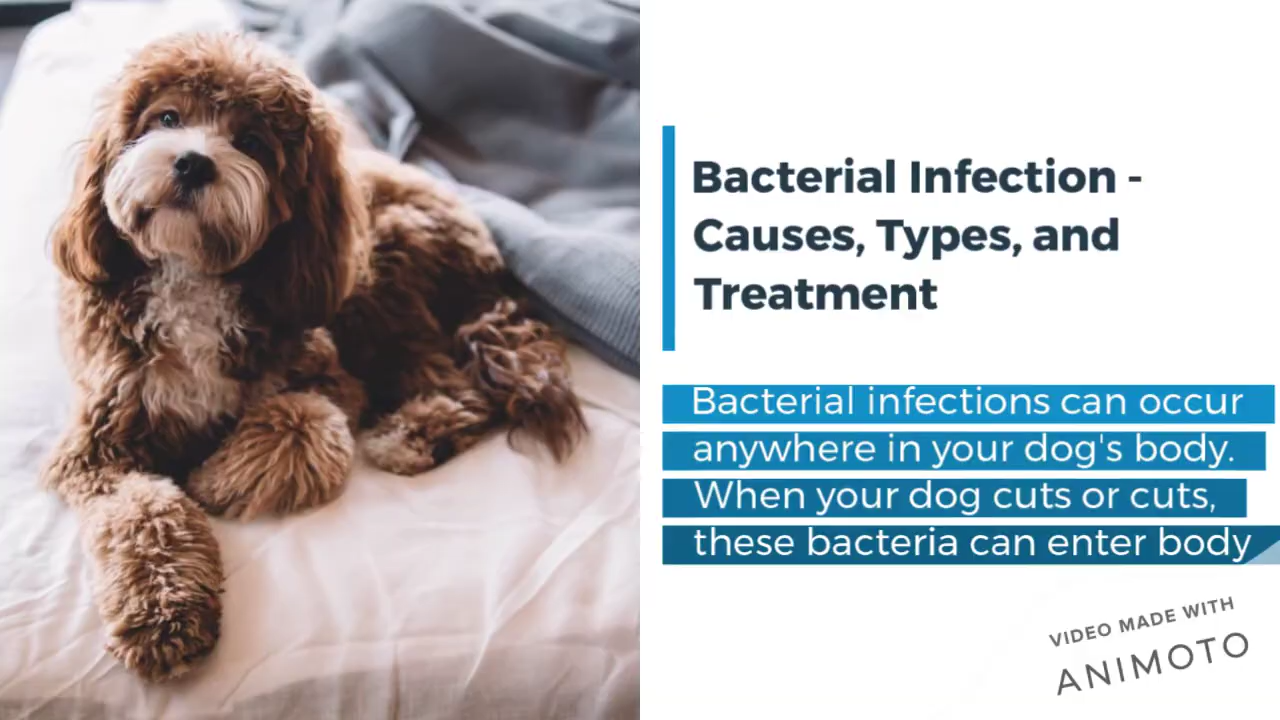 Bacterial Infection -
Causes, Types, and
Treatment
Bacterial infections can occur
anywhere in your dog's body.
When your dog cuts or cuts,
these bacteria can enter body
VIDEO MADE WITH
ANIMOTO